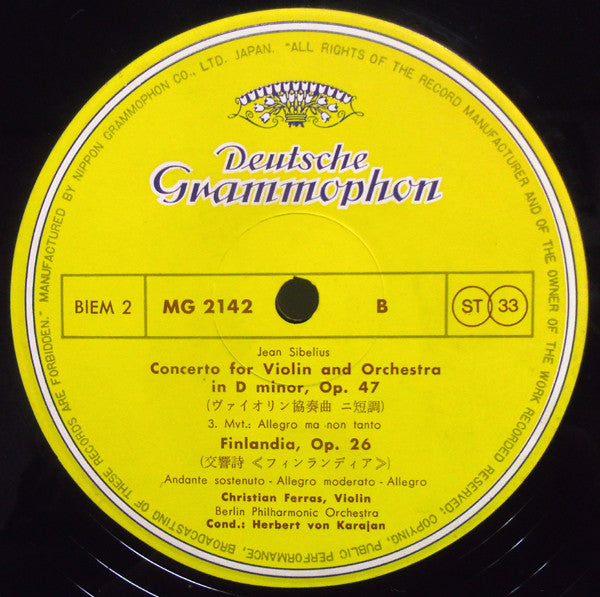 Deutsche
Grammophon
BIEM 2
MG 2142
B
ST 33
Jean Sibelius
Concerto for Violin and Orchestra
in D minor, Op. 47
(ヴァイオリン協奏曲 ニ短調)
3. Mvt.: Allegro ma non tanto
Finlandia, Op. 26
(交響詩 ≪フィンランディア≫)
Andante sostenuto - Allegro moderato - Allegro
Christian Ferras, Violin
Berlin Philharmonic Orchestra
Cond.: Herbert von Karajan
MANUFACTURED BY NIPPON GRAMMOPHON CO., LTD. JAPAN. "ALL RIGHTS OF THE RECORD MANUFACTURER AND OF THE OWNER OF THE WORK RECORDED RESERVED; COPYING, PUBLIC PERFORMANCE, BROADCASTING OF THESE RECORDS ARE FORBIDDEN."